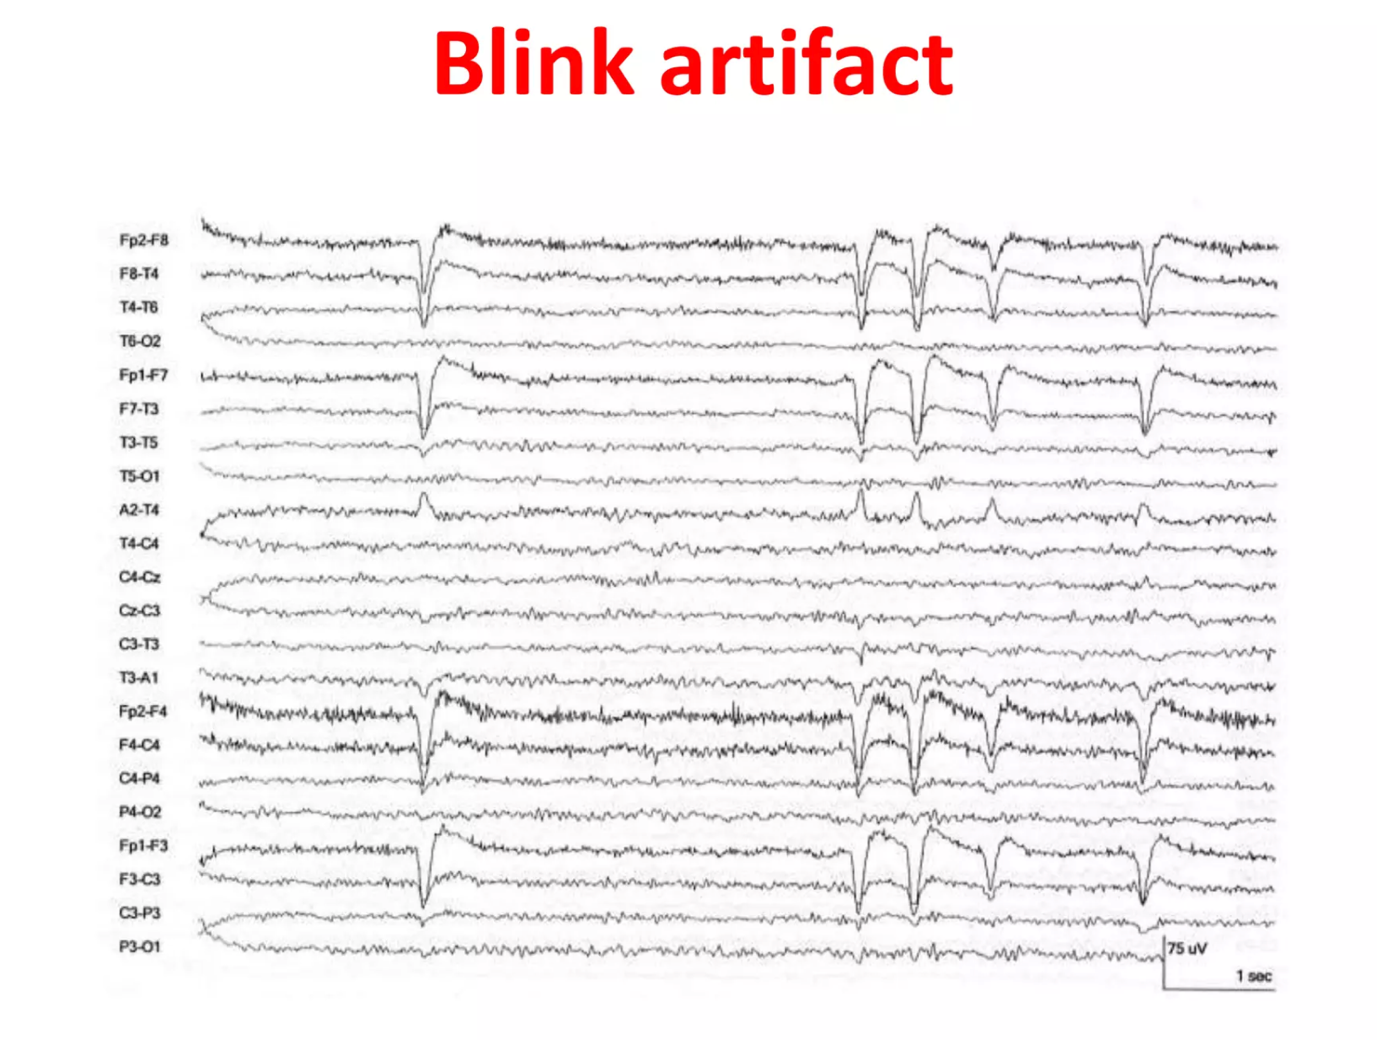 Blink artifact
Fp2-F8
F8-T4
T4-T6
T6-O2
Fp1-F7
F7-T3
T3-T5
T5-O1
A2-T4
T4-C4
C4-Cz
Cz-C3
C3-T3
T3-A1
Fp2-F4
F4-C4
C4-P4
P4-O2
Fp1-F3
F3-C3
C3-P3
P3-O1
75 uV
1 sec